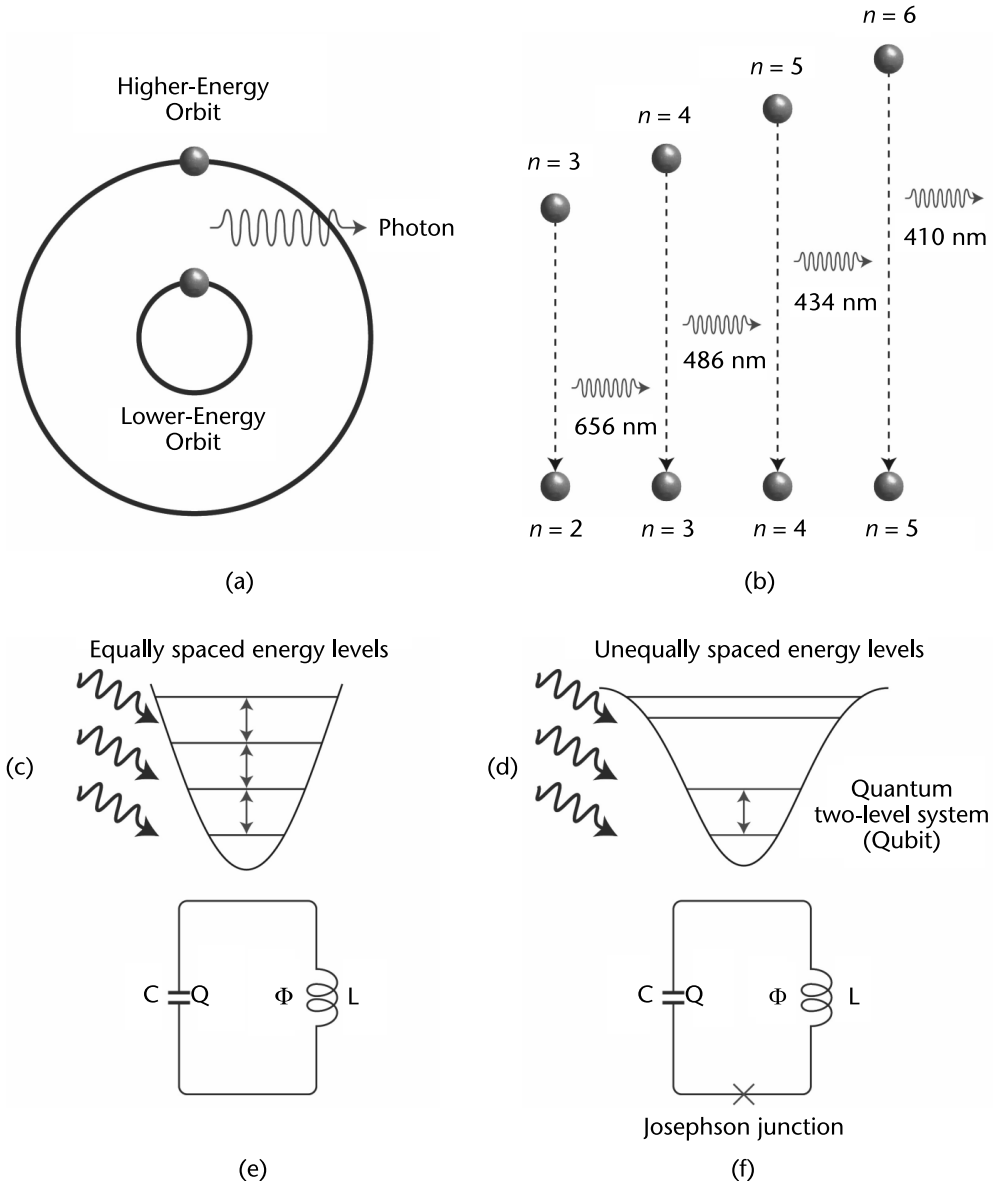 Higher-Energy
Orbit
Photon
Lower-Energy
Orbit
(a)
n = 3
n = 4
n = 5
n = 6
656 nm
486 nm
434 nm
410 nm
n = 2
n = 3
n = 4
n = 5
(b)
Equally spaced energy levels
(c)
Unequally spaced energy levels
(d)
Quantum
two-level system
(Qubit)
C Q Φ L
(e)
C Q Φ L
Josephson junction
(f)